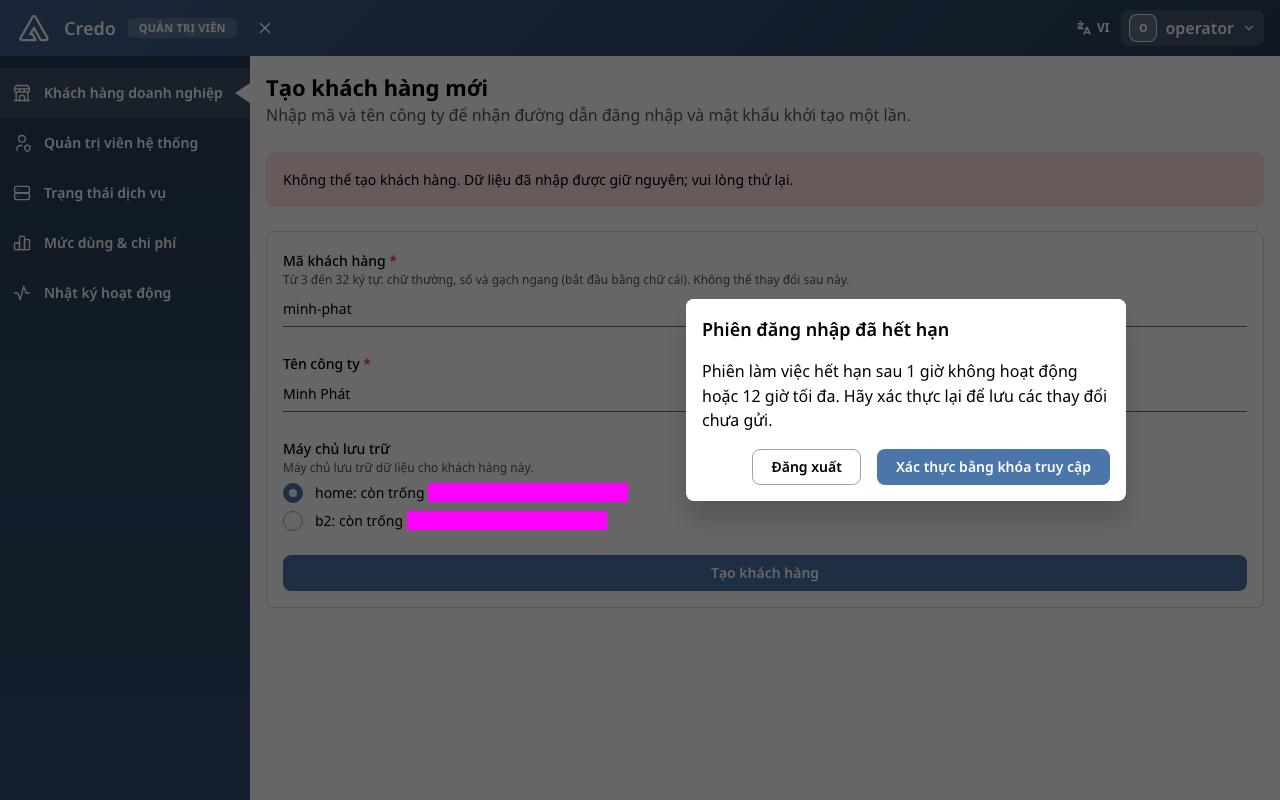 Credo
QUẢN TRỊ VIÊN
VI
O
operator
Khách hàng doanh nghiệp
Quản trị viên hệ thống
Trạng thái dịch vụ
Mức dùng & chi phí
Nhật ký hoạt động
Tạo khách hàng mới
Nhập mã và tên công ty để nhận đường dẫn đăng nhập và mật khẩu khởi tạo một lần.
Không thể tạo khách hàng. Dữ liệu đã nhập được giữ nguyên; vui lòng thử lại.
Mã khách hàng *
Từ 3 đến 32 ký tự: chữ thường, số và gạch ngang (bắt đầu bằng chữ cái). Không thể thay đổi sau này.
minh-phat
Tên công ty *
Minh Phát
Máy chủ lưu trữ
Máy chủ lưu trữ dữ liệu cho khách hàng này.
home: còn trống
b2: còn trống
Tạo khách hàng
Phiên đăng nhập đã hết hạn
Phiên làm việc hết hạn sau 1 giờ không hoạt động
hoặc 12 giờ tối đa. Hãy xác thực lại để lưu các thay đổi
chưa gửi.
Đăng xuất
Xác thực bằng khóa truy cập